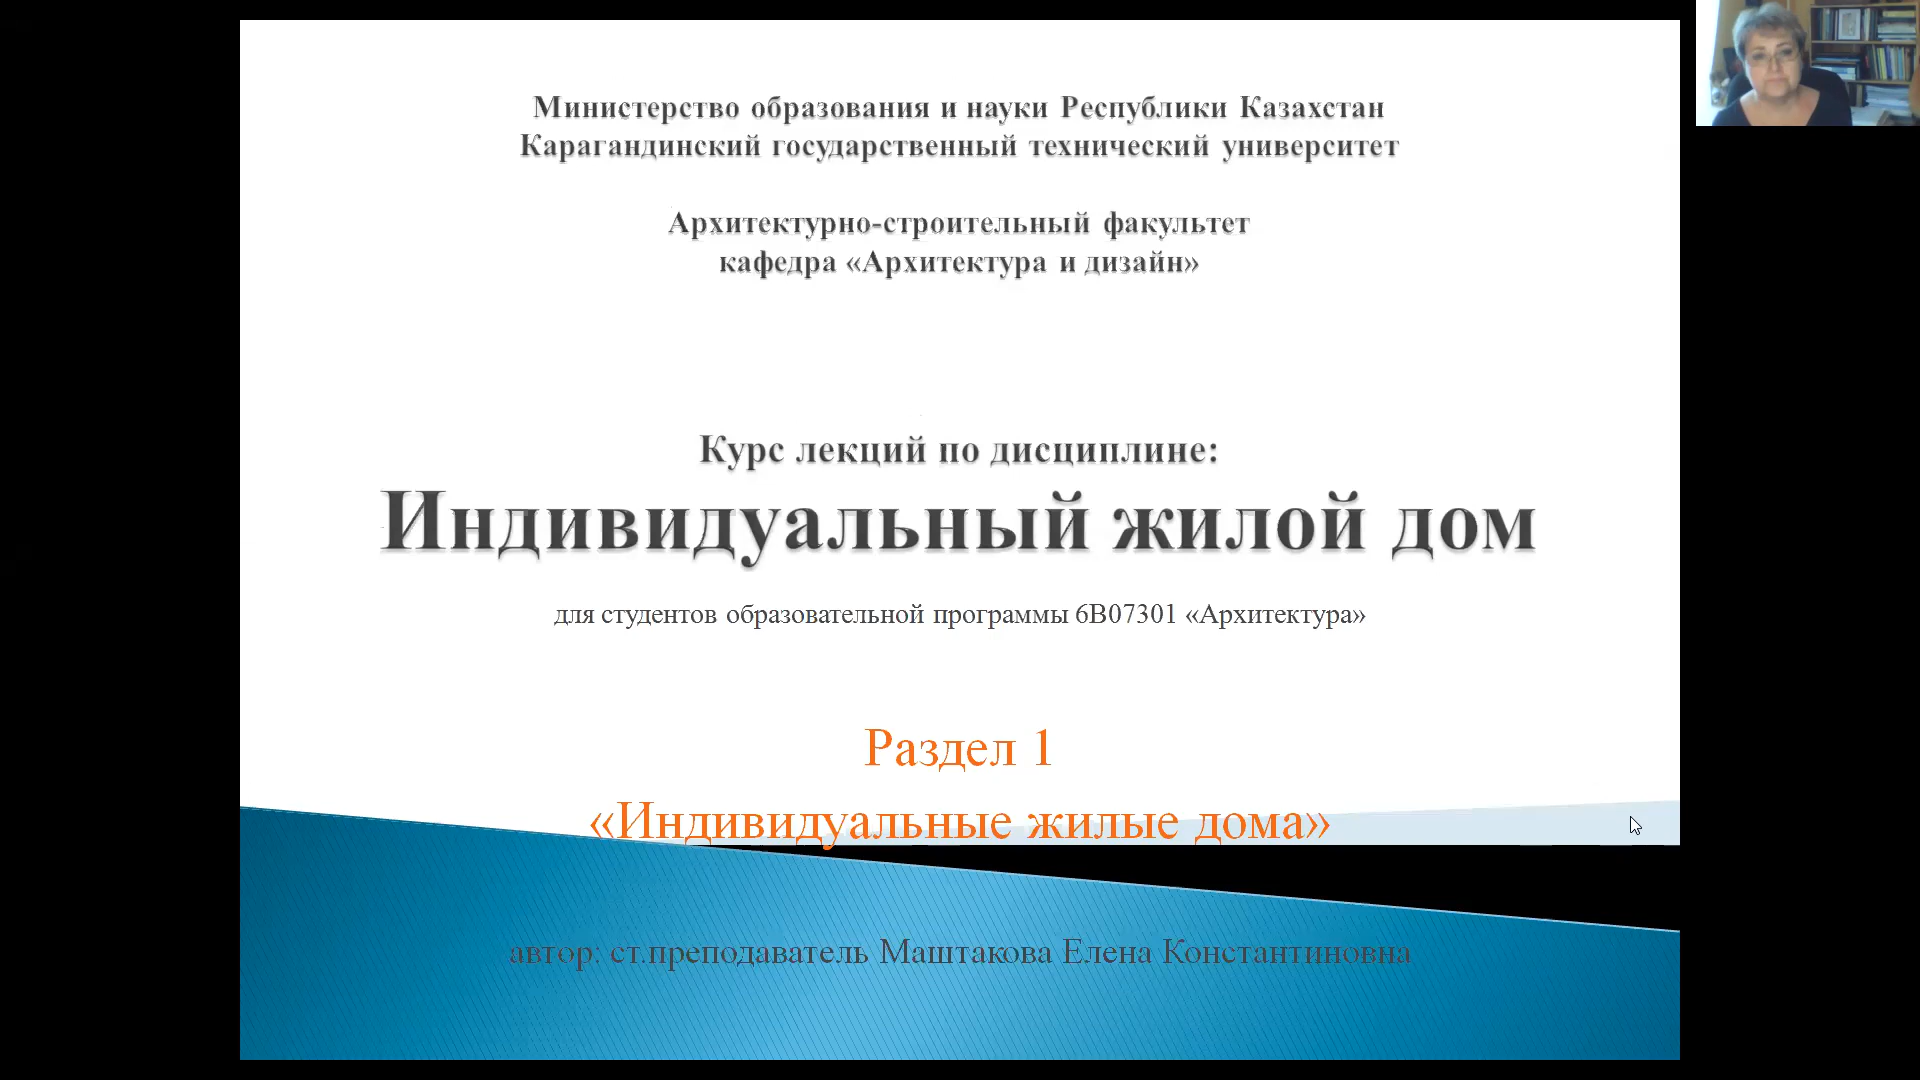 Министерство образования и науки Республики Казахстан
Карагандинский государственный технический университет
Архитектурно-строительный факультет
кафедра «Архитектура и дизайн»
Курс лекций по дисциплине:
Индивидуальный жилой дом
для студентов образовательной программы 6В07301 «Архитектура»
Раздел 1
«Индивидуальные жилые дома»
автор: ст.преподаватель Маштакова Елена Константиновна